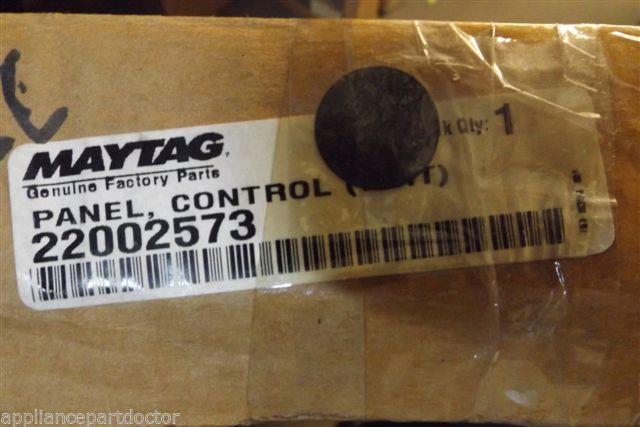 MAYTAG.
Genuine Factory Parts
k Qty: 1
PANEL, CONTROL (
22002573
appliancepartdoctor